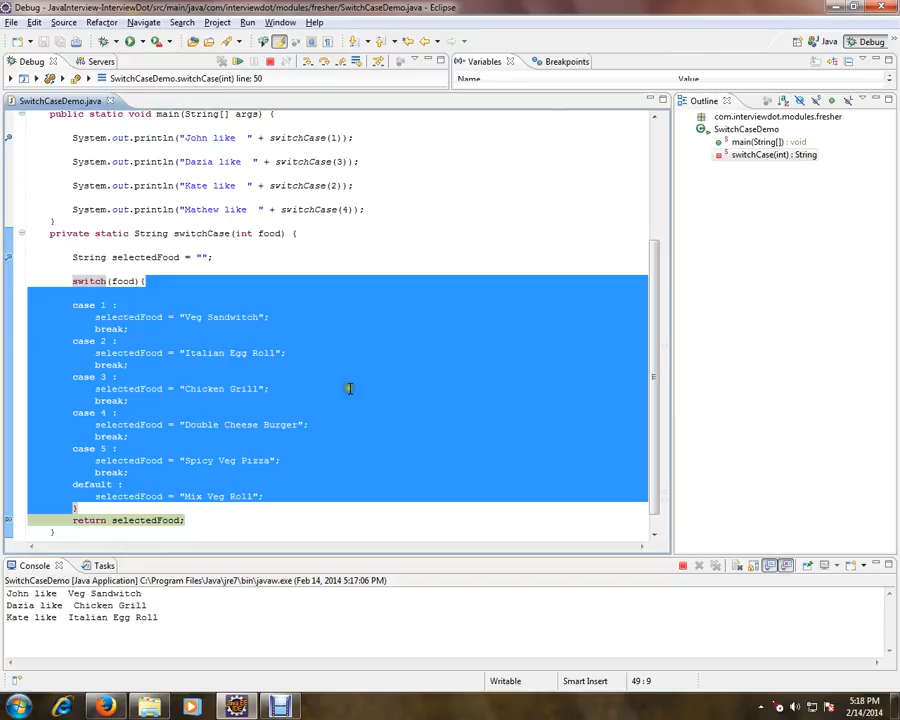 Debug - JavaInterview-InterviewDot/src/main/java/com/interviewdot/modules/fresher/SwitchCaseDemo.java - Eclipse
File Edit Source Refactor Navigate Search Project Run Window Help
Java Debug
Debug Servers Variables Breakpoints
SwitchCaseDemo.switchCase(int) line: 50 Name Value
SwitchCaseDemo.java Outline
public static void main(String[] args) { com.interviewdot.modules.fresher
SwitchCaseDemo
System.out.println("John like  " + switchCase(1)); main(String[]) : void
switchCase(int) : String
System.out.println("Dazia like  " + switchCase(3));
System.out.println("Kate like  " + switchCase(2));
System.out.println("Mathew like  " + switchCase(4));
}
private static String switchCase(int food) {
String selectedFood = "";
switch(food){
case 1 :
selectedFood = "Veg Sandwitch";
break;
case 2 :
selectedFood = "Italian Egg Roll";
break;
case 3 :
selectedFood = "Chicken Grill";
break;
case 4 :
selectedFood = "Double Cheese Burger";
break;
case 5 :
selectedFood = "Spicy Veg Pizza";
break;
default :
selectedFood = "Mix Veg Roll";
}
return selectedFood;
}
Console Tasks
SwitchCaseDemo [Java Application] C:\Program Files\Java\jre7\bin\javaw.exe (Feb 14, 2014 5:17:06 PM)
John like  Veg Sandwitch
Dazia like  Chicken Grill
Kate like  Italian Egg Roll
Writable Smart Insert 49 : 9
5:18 PM
2/14/2014